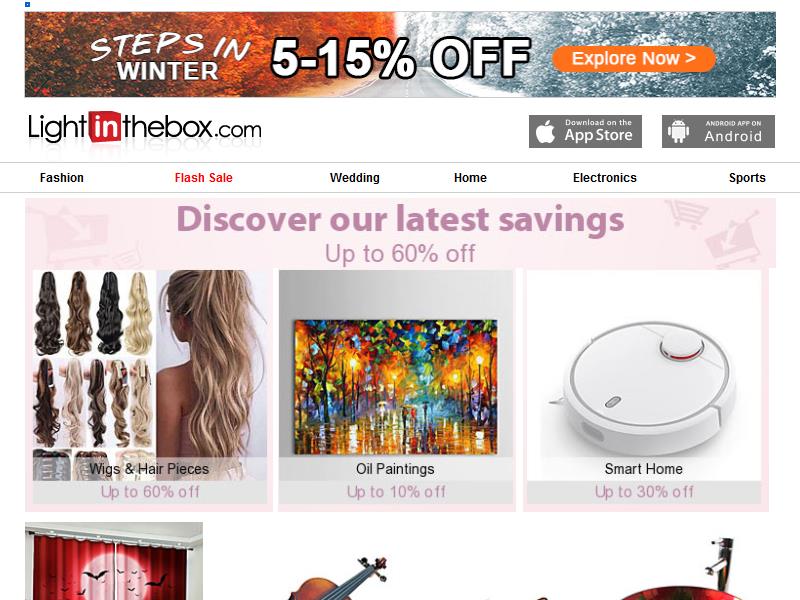 STEPS IN
WINTER
5-15% OFF
Explore Now >
Lightinthebox.com
Download on the
App Store
ANDROID APP ON
Android
Fashion
Flash Sale
Wedding
Home
Electronics
Sports
Discover our latest savings
Up to 60% off
Wigs & Hair Pieces
Oil Paintings
Smart Home
Up to 60% off
Up to 10% off
Up to 30% off